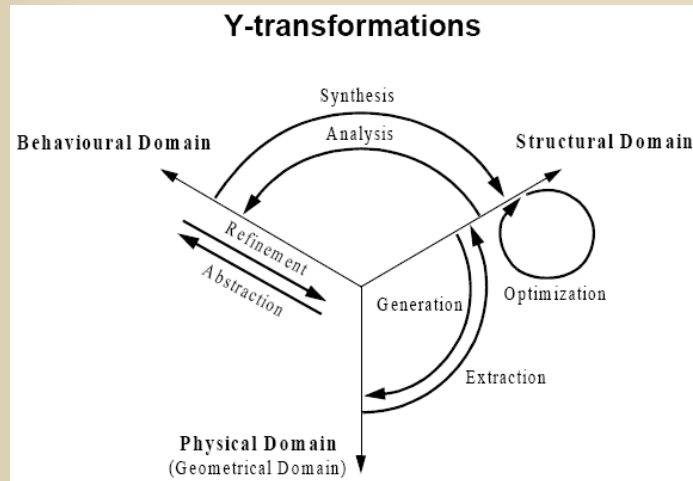 Y-transformations
Synthesis
Analysis
Behavioural Domain
Structural Domain
Refinement
Abstraction
Generation
Optimization
Extraction
Physical Domain
(Geometrical Domain)